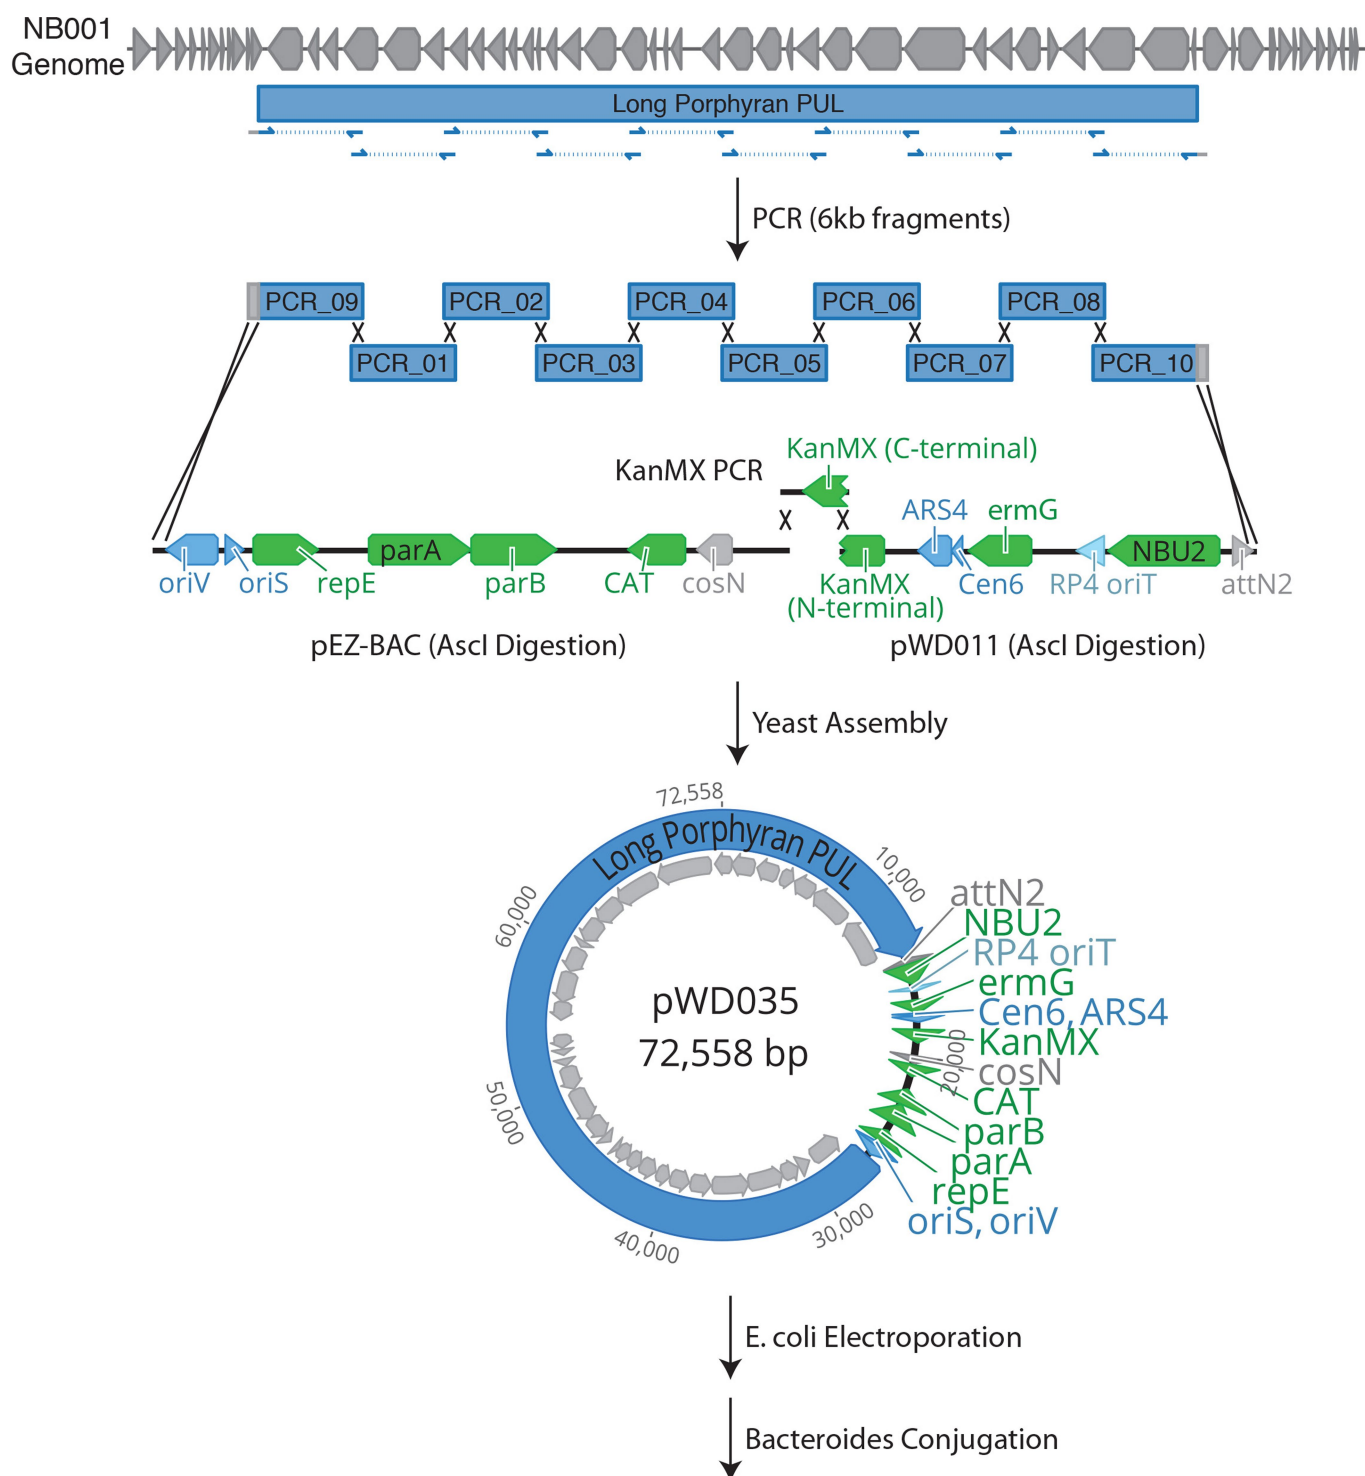 NB001
Genome
Long Porphyran PUL
PCR (6kb fragments)
PCR_09
PCR_02
PCR_04
PCR_06
PCR_08
PCR_01
PCR_03
PCR_05
PCR_07
PCR_10
KanMX (C-terminal)
KanMX PCR
ARS4
ermG
parA
NBU2
oriV
oriS
repE
parB
CAT
cosN
KanMX
(N-terminal)
Cen6
RP4 oriT
attN2
pEZ-BAC (AscI Digestion)
pWD011 (AscI Digestion)
Yeast Assembly
72,558
Long Porphyran PUL
10,000
attN2
NBU2
60,000
RP4 oriT
ermG
pWD035
Cen6, ARS4
KanMX
72,558 bp
20,000
cosN
CAT
50,000
parB
parA
repE
oriS, oriV
30,000
40,000
E. coli Electroporation
Bacteroides Conjugation